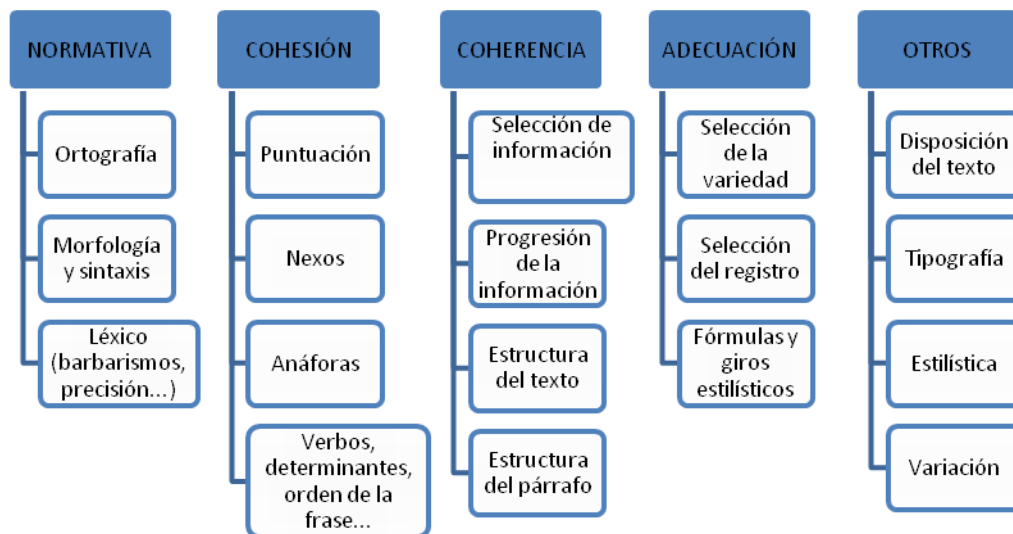 NORMATIVA
Ortografía
Morfología
y sintaxis
Léxico
(barbarismos,
precisión...)
COHESIÓN
Puntuación
Nexos
Anáforas
Verbos,
determinantes,
orden de la
frase...
COHERENCIA
Selección de
información
Progresión
de la
información
Estructura
del texto
Estructura
del párrafo
ADECUACIÓN
Selección
de la
variedad
Selección
del registro
Fórmulas y
giros
estilísticos
OTROS
Disposición
del texto
Tipografía
Estilística
Variación